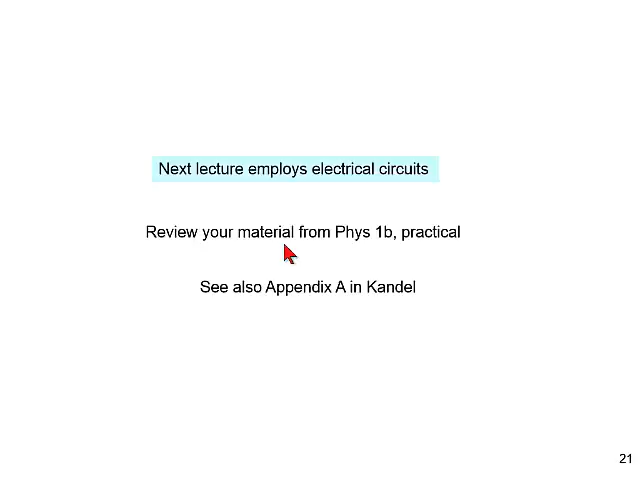 Next lecture employs electrical circuits
Review your material from Phys 1b, practical
See also Appendix A in Kandel
21